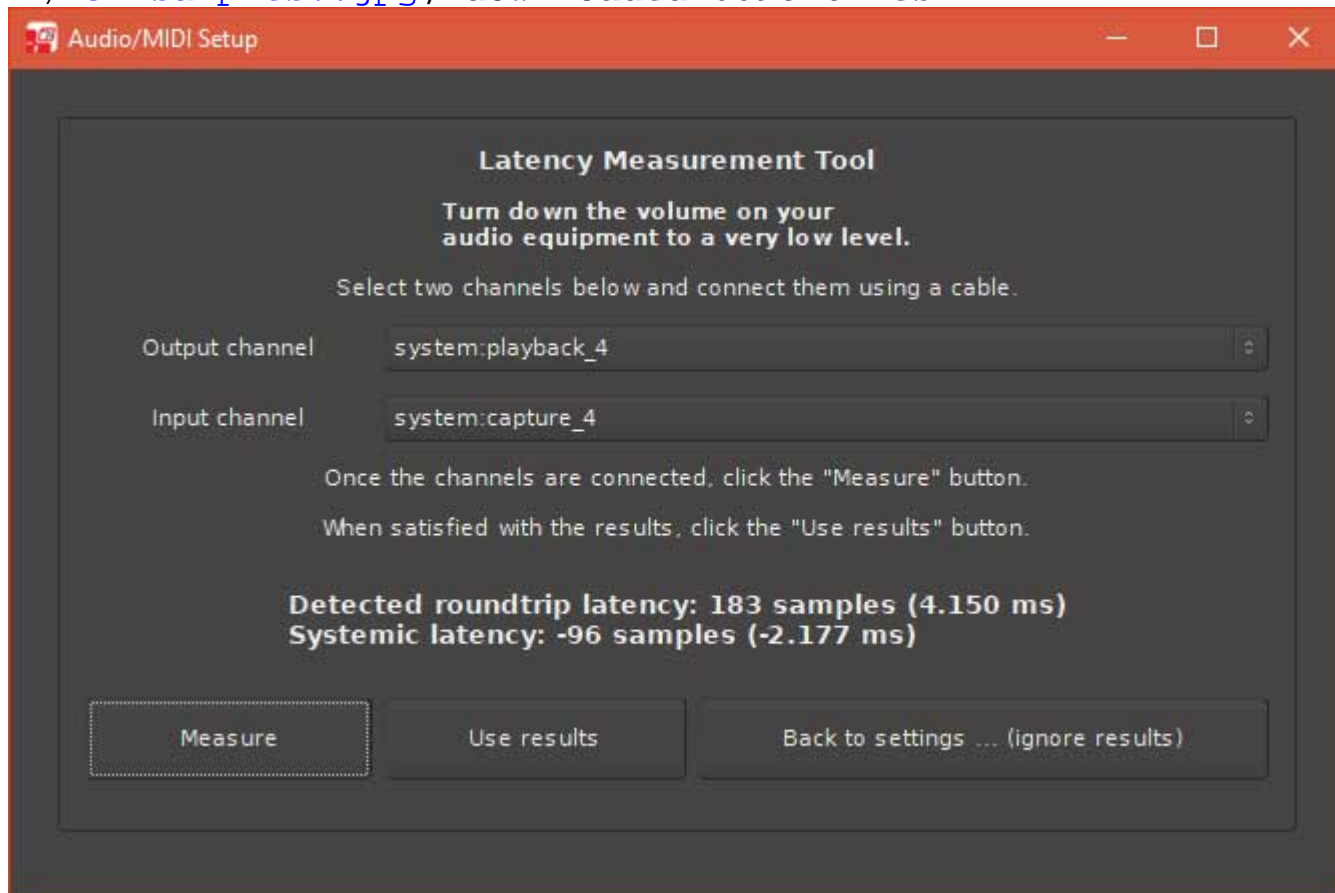 Audio/MIDI Setup
Latency Measurement Tool
Turn down the volume on your
audio equipment to a very low level.
Select two channels below and connect them using a cable.
Output channel system:playback_4
Input channel system:capture_4
Once the channels are connected, click the "Measure" button.
When satisfied with the results, click the "Use results" button.
Detected roundtrip latency: 183 samples (4.150 ms)
Systemic latency: -96 samples (-2.177 ms)
Measure Use results Back to settings ... (ignore results)